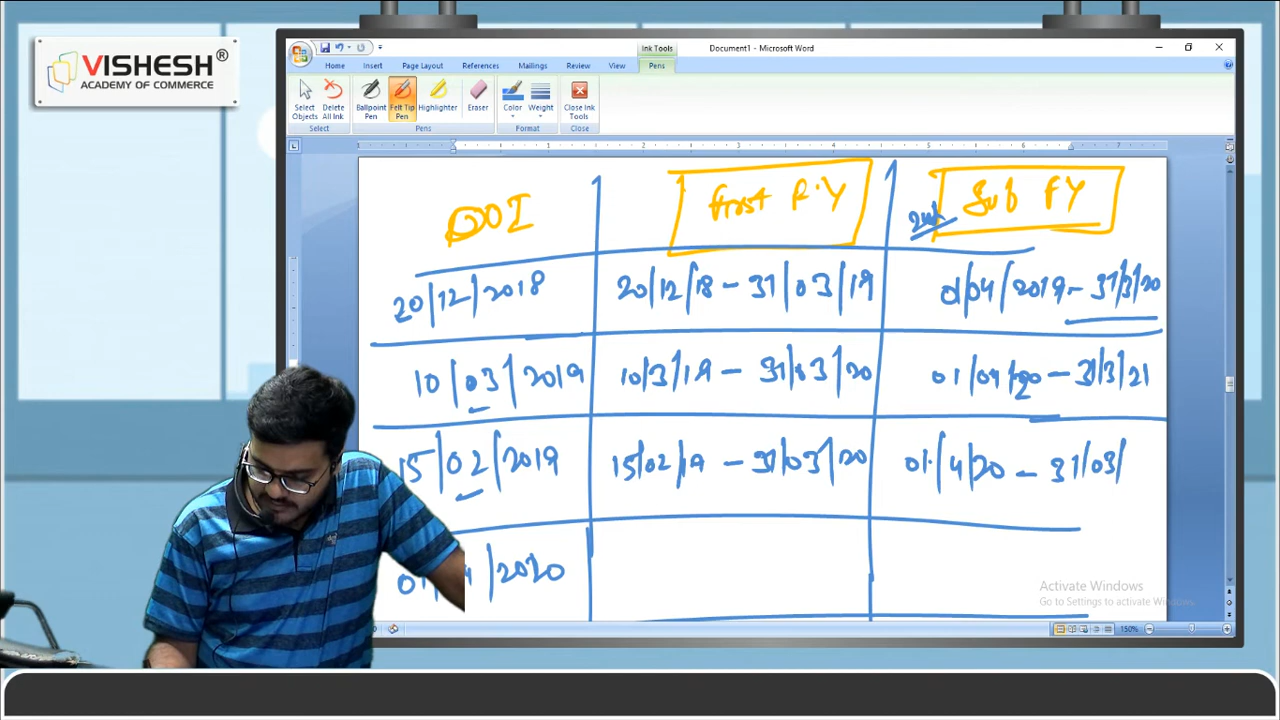 VISHESH®
ACADEMY OF COMMERCE
Ink Tools
Document1 - Microsoft Word
Home Insert Page Layout References Mailings Review View Pens
Select Objects
Delete All Ink
Ballpoint Pen
Felt Tip Pen
Highlighter
Eraser
Color
Weight
Close Ink Tools
Select Pens Format Close
DOI First F.Y 2nd Sub FY
20/12/2018 20/12/18 - 31/03/19 01/04/2019 - 31/3/20
10/03/2019 10/3/19 - 31/03/20 01/04/20 - 31/3/21
15/02/2019 15/02/19 - 31/03/20 01/4/20 - 31/03/
2020
Activate Windows
Go to Settings to activate Windows.
150%